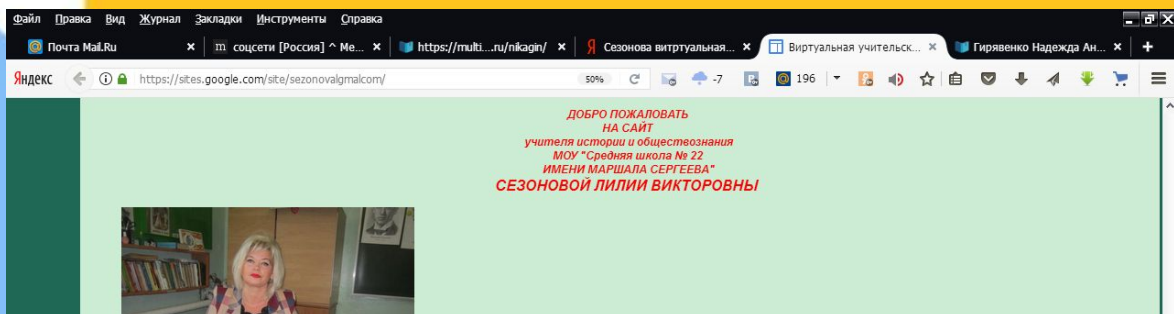 Файл Правка Вид Журнал Закладки Инструменты Справка
Почта Mail.Ru
m соцсети [Россия] ^ Me...
https://multi....ru/nikagin/
Я Сезонова витртуальная...
Виртуальная учительск...
Гирявенко Надежда Ан...
Яндекс https://sites.google.com/site/sezonovalgmalcom/ 50% -7 196
ДОБРО ПОЖАЛОВАТЬ
НА САЙТ
учителя истории и обществознания
МОУ "Средняя школа № 22
ИМЕНИ МАРШАЛА СЕРГЕЕВА"
СЕЗОНОВОЙ ЛИЛИИ ВИКТОРОВНЫ